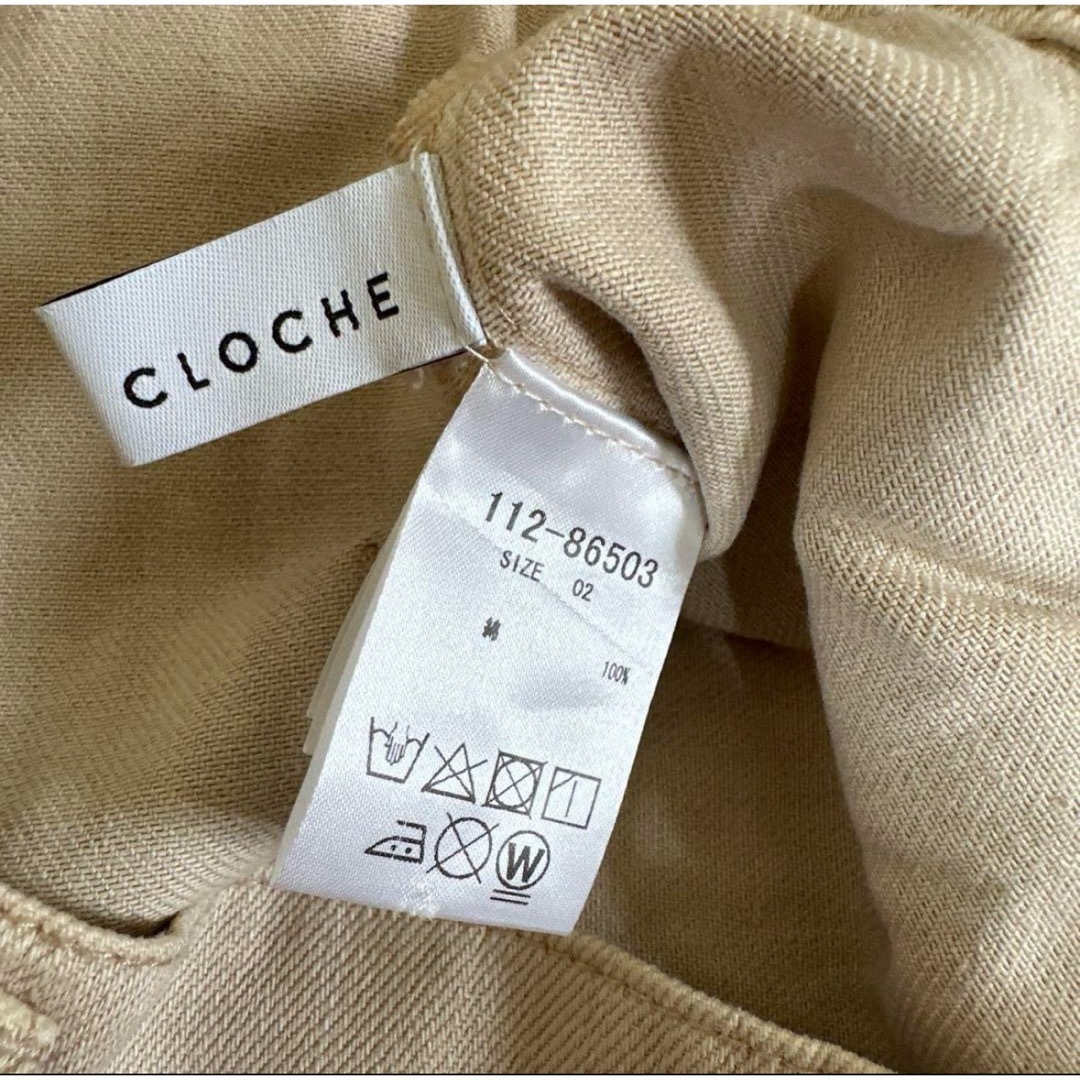 CLOCHE
112-86503
SIZE 02
綿
100%
W